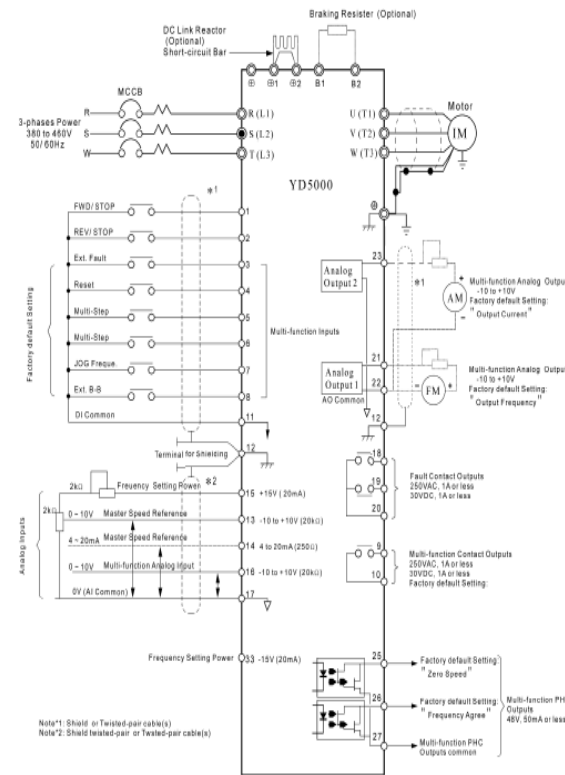 Braking Resister (Optional)
DC Link Reactor
(Optional)
Short-circuit Bar
⊕ ⊕1 ⊕2 B1 B2
MCCB
Motor
3-phases Power
380 to 460V
50/60Hz
R
S
W
R (L1)
S (L2)
T (L3)
U (T1)
V (T2)
W (T3)
IM
YD5000
*1
FWD/STOP
1
REV/STOP
2
Ext. Fault
3
Reset
4
Multi-Step
5
Multi-Step
6
JOG Freque.
7
Ext. B-B
8
DI Common
11
Factory default Setting
Multi-function Inputs
Terminal for Shielding
12
*2
2kΩ
Freuency Setting Power
15 +15V (20mA)
2kΩ
0~10V Master Speed Reference
13 -10 to +10V (20kΩ)
4~20mA Master Speed Reference
14 4 to 20mA (250Ω)
0~10V Multi-function Analog Input
16 -10 to +10V (20kΩ)
0V (AI Common)
17
Analog Inputs
Frequency Setting Power
33 -15V (20mA)
23
Analog
Output 2
*1
AM
+
−
Multi-function Analog Outpu
-10 to +10V
Factory default Setting:
"Output Current"
21
Analog
Output 1
22
AO Common
FM
−
+
Multi-function Analog Outpu
-10 to +10V
Factory default Setting:
"Output Frequency"
12
18
19
20
Fault Contact Outputs
250VAC, 1A or less
30VDC, 1A or less
9
10
Multi-function Contact Outputs
250VAC, 1A or less
30VDC, 1A or less
Factory default Setting:
25
Factory default Setting:
"Zero Speed"
26
Factory default Setting:
"Frequency Agree"
27
Multi-function PHC
Outputs common
Multi-function PH
Outputs
48V, 50mA or less
Note*1: Shield or Twisted-pair cable(s)
Note*2: Shield twisted-pair or Twsted-pair cable(s)